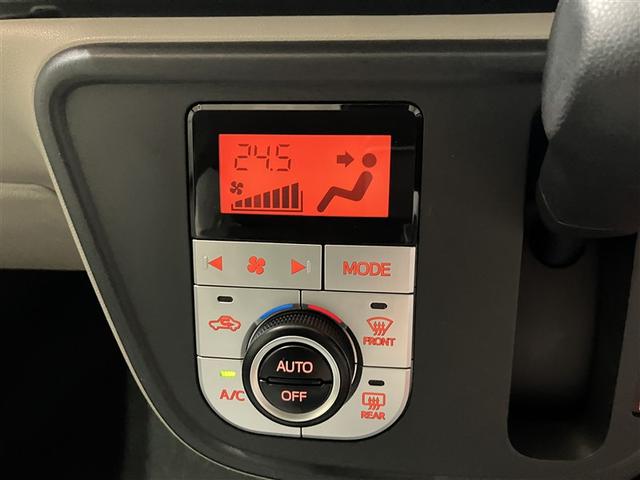 24.5
MODE
FRONT
AUTO
OFF
A/C
REAR